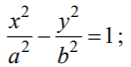 x²/a² − y²/b² = 1;